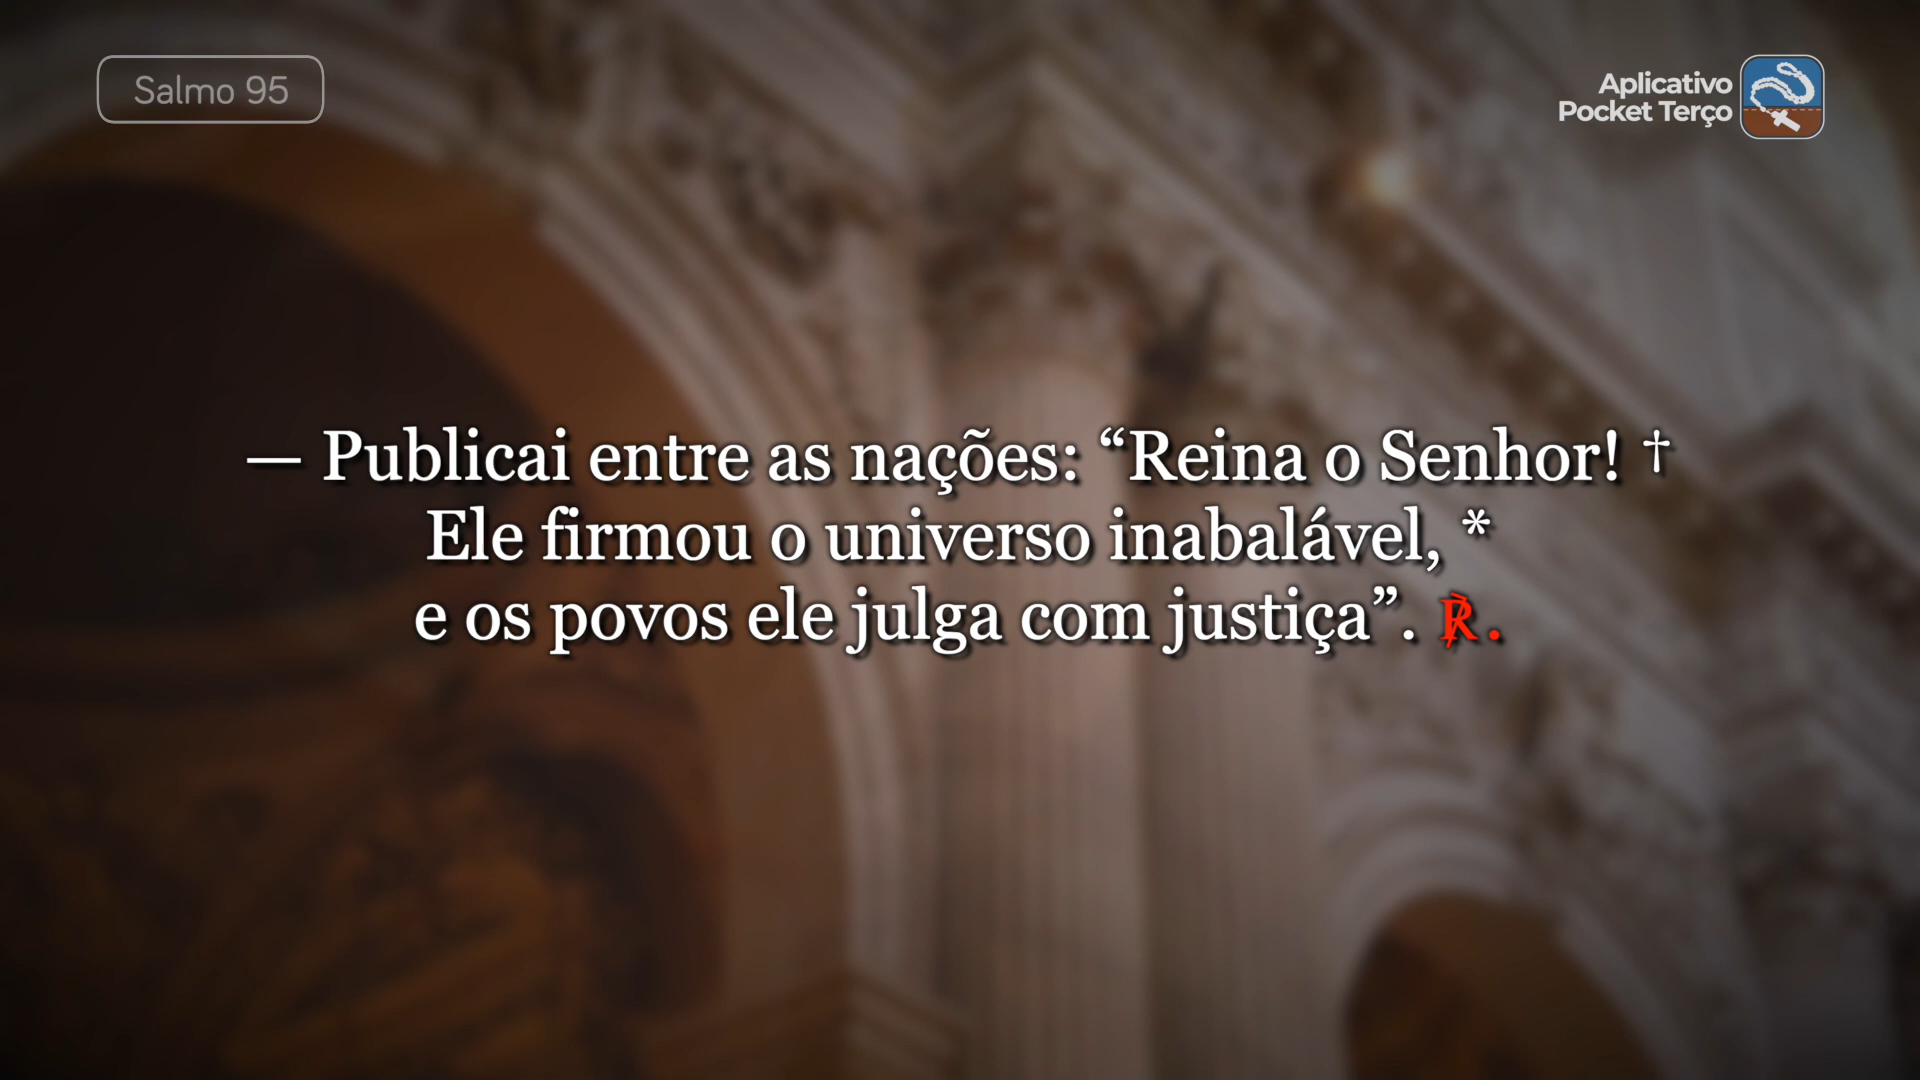 Salmo 95
Aplicativo
Pocket Terço
— Publicai entre as nações: “Reina o Senhor! †
Ele firmou o universo inabalável, *
e os povos ele julga com justiça”. ℟.